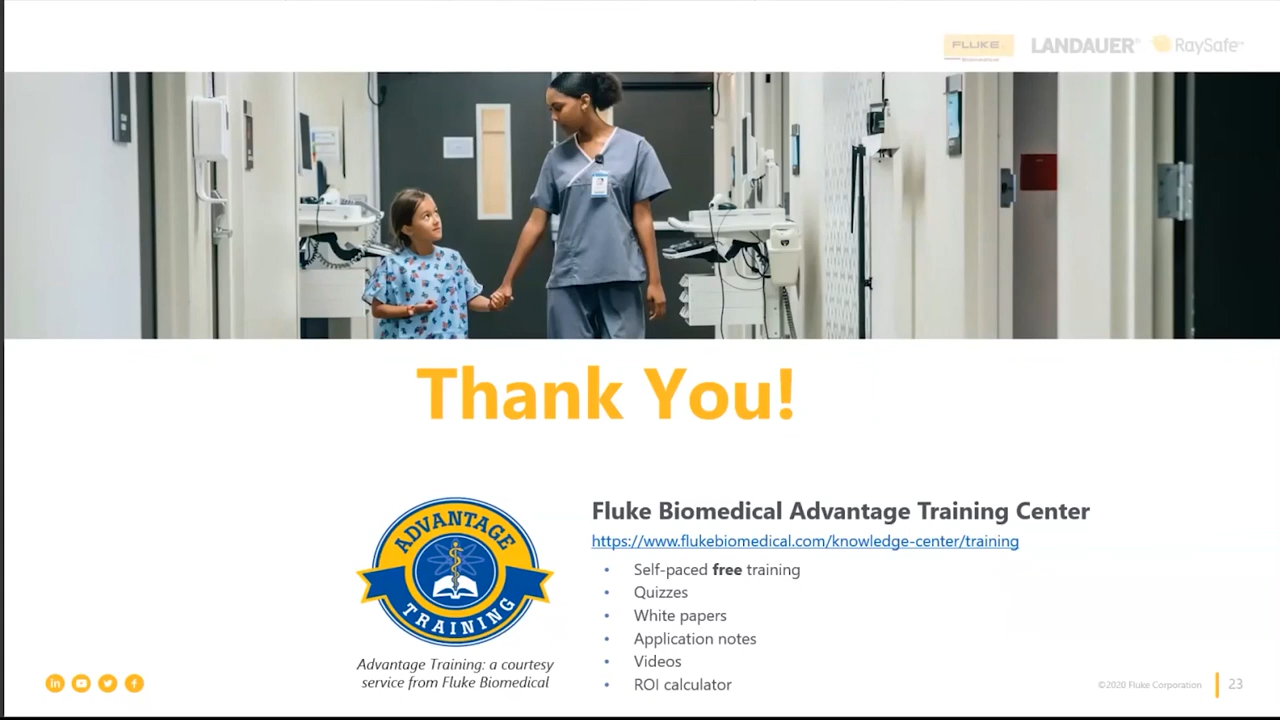 FLUKE
LANDAUER®
RaySafe™
Thank You!
ADVANTAGE
TRAINING
Advantage Training: a courtesy
service from Fluke Biomedical
Fluke Biomedical Advantage Training Center
https://www.flukebiomedical.com/knowledge-center/training
• Self-paced free training
• Quizzes
• White papers
• Application notes
• Videos
• ROI calculator
©2020 Fluke Corporation
23